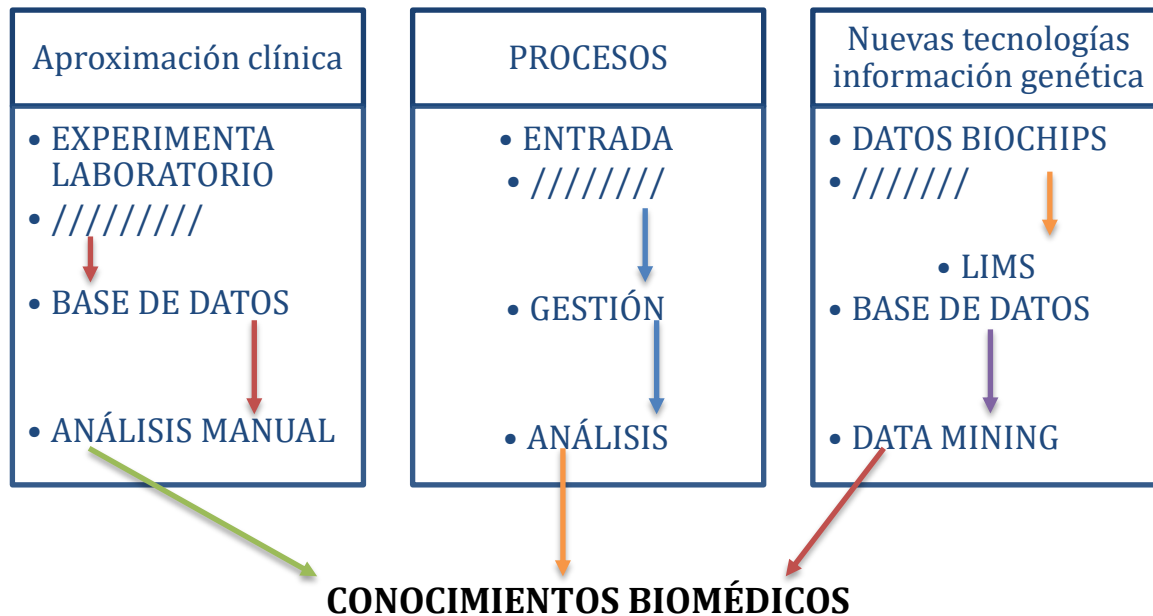 Aproximación clínica
• EXPERIMENTA
LABORATORIO
• /////////
• BASE DE DATOS
• ANÁLISIS MANUAL
PROCESOS
• ENTRADA
• ////////
• GESTIÓN
• ANÁLISIS
Nuevas tecnologías
información genética
• DATOS BIOCHIPS
• ///////
• LIMS
• BASE DE DATOS
• DATA MINING
CONOCIMIENTOS BIOMÉDICOS